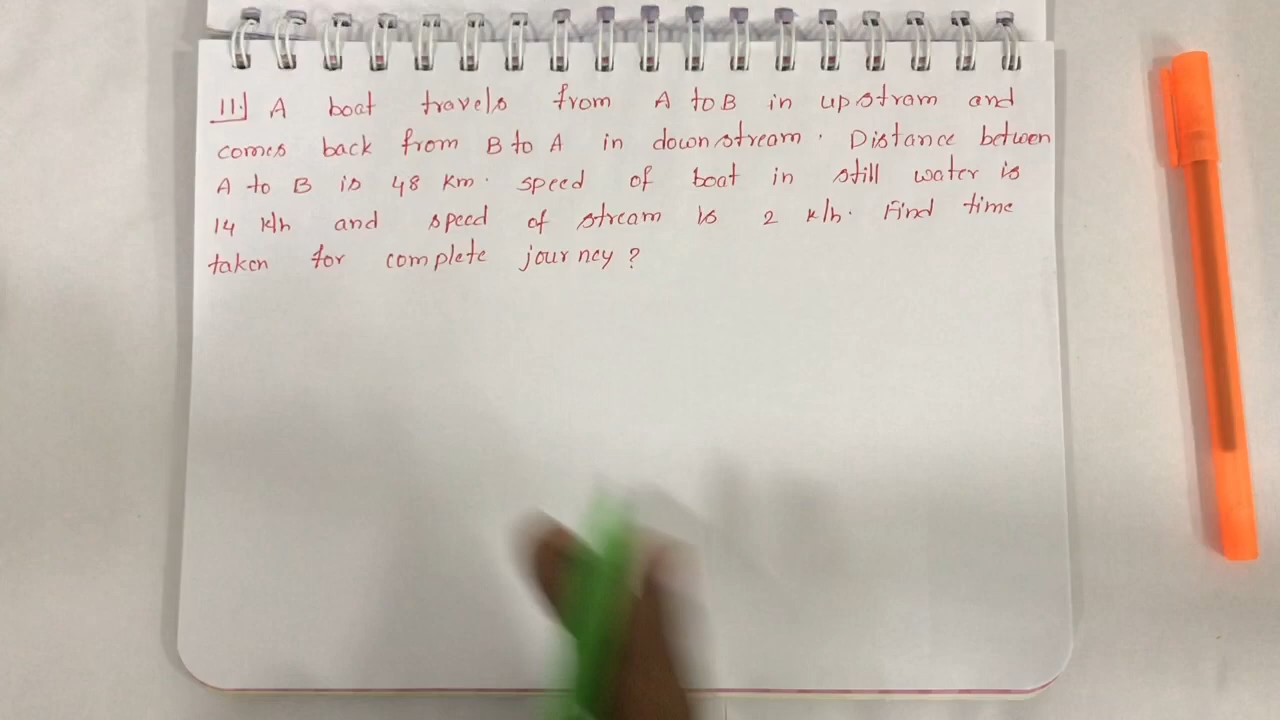 11.] A boat travels from A to B in upstram and
comes back from B to A in downstream. Distance between
A to B is 48 Km. speed of boat in still water is
14 k/h and speed of stream is 2 k/h. Find time
taken for complete journey?